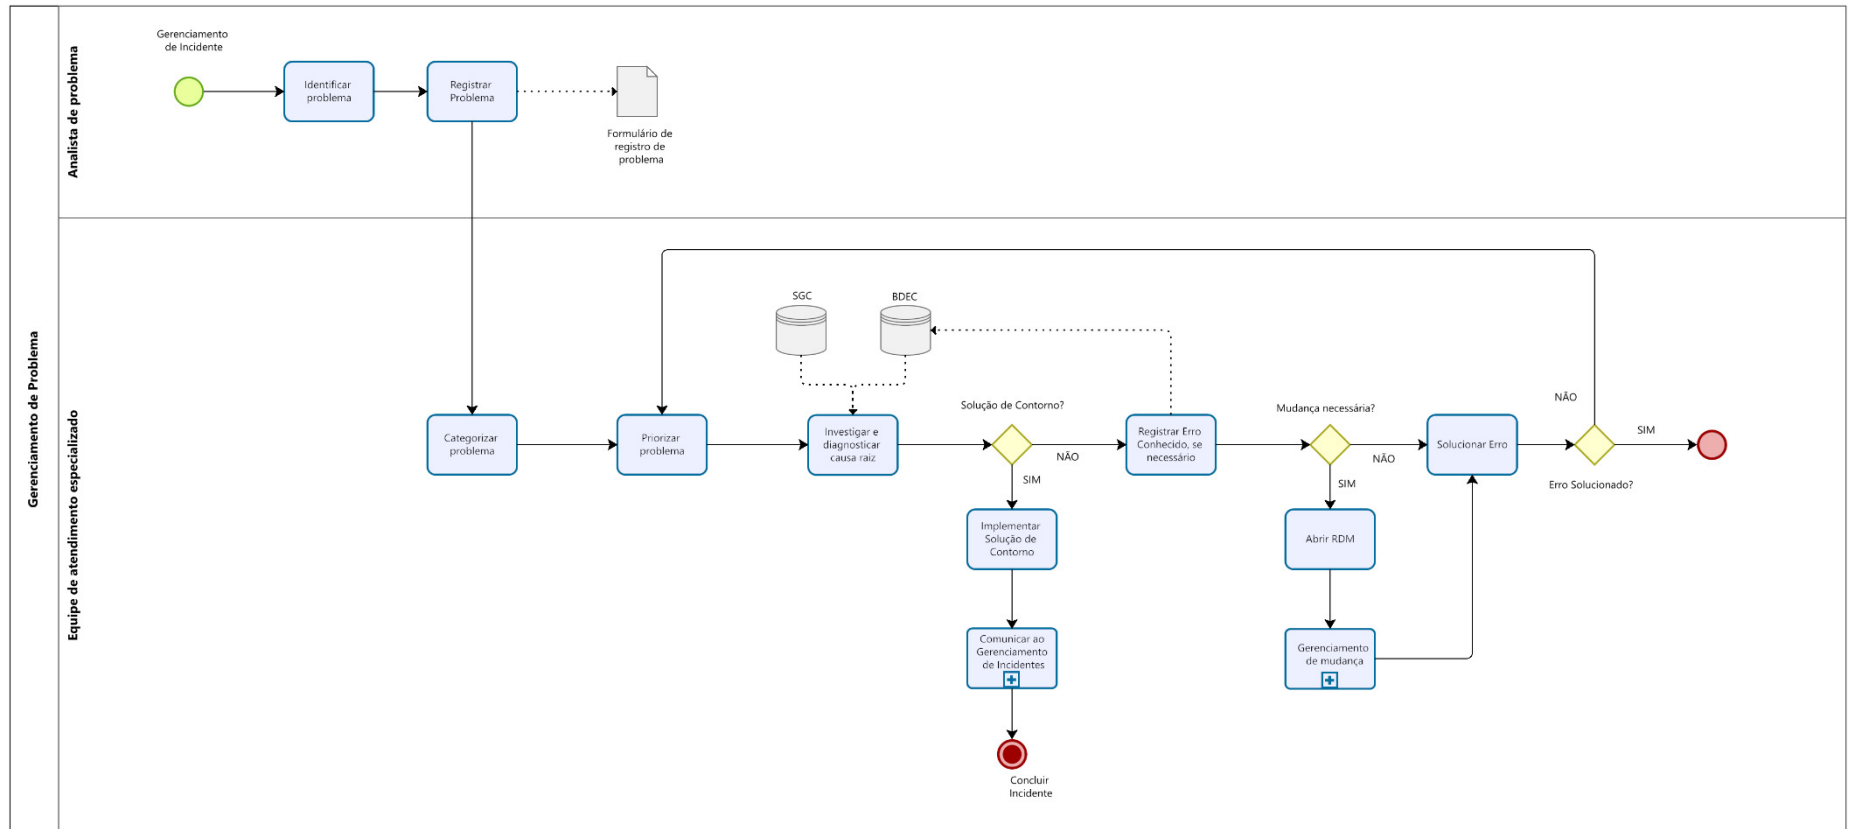 Gerenciamento de Problema
Analista de problema
Gerenciamento
de Incidente
Identificar
problema
Registrar
Problema
Formulário de
registro de
problema
Equipe de atendimento especializado
SGC
BDEC
Categorizar
problema
Priorizar
problema
Investigar e
diagnosticar
causa raiz
Solução de Contorno?
NÃO
SIM
Implementar
Solução de
Contorno
Comunicar ao
Gerenciamento
de Incidentes
Concluir
Incidente
Registrar Erro
Conhecido, se
necessário
Mudança necessária?
NÃO
SIM
Abrir RDM
Gerenciamento
de mudança
Solucionar Erro
NÃO
SIM
Erro Solucionado?